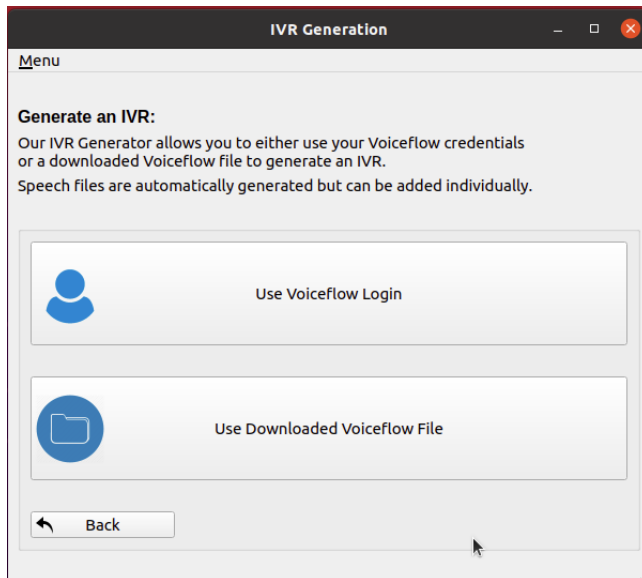 IVR Generation
Menu
Generate an IVR:
Our IVR Generator allows you to either use your Voiceflow credentials
or a downloaded Voiceflow file to generate an IVR.
Speech files are automatically generated but can be added individually.
Use Voiceflow Login
Use Downloaded Voiceflow File
Back